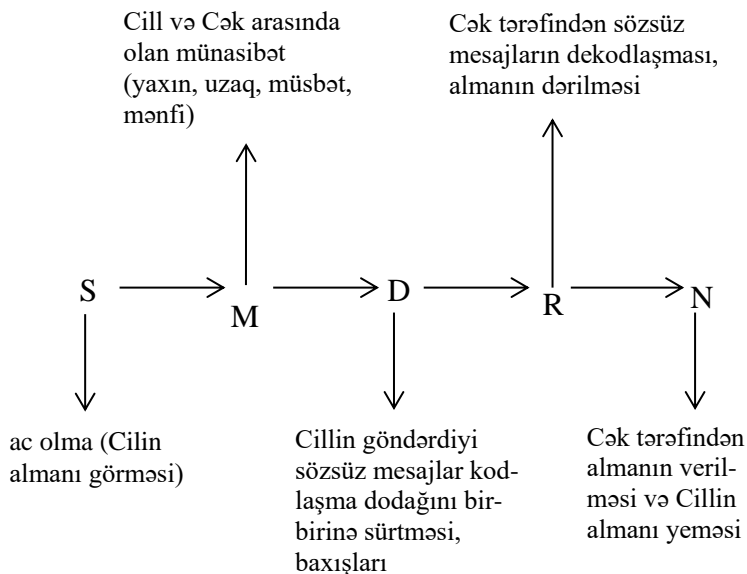 Cill və Cək arasında
olan münasibət
(yaxın, uzaq, müsbət,
mənfi)
Cək tərəfindən sözsüz
mesajların dekodlaşması,
almanın dərilməsi
S
M
D
R
N
ac olma (Cilin
almanı görməsi)
Cillin göndərdiyi
sözsüz mesajlar kod-
laşma dodağını bir-
birinə sürtməsi,
baxışları
Cək tərəfindən
almanın veril-
məsi və Cillin
almanı yeməsi